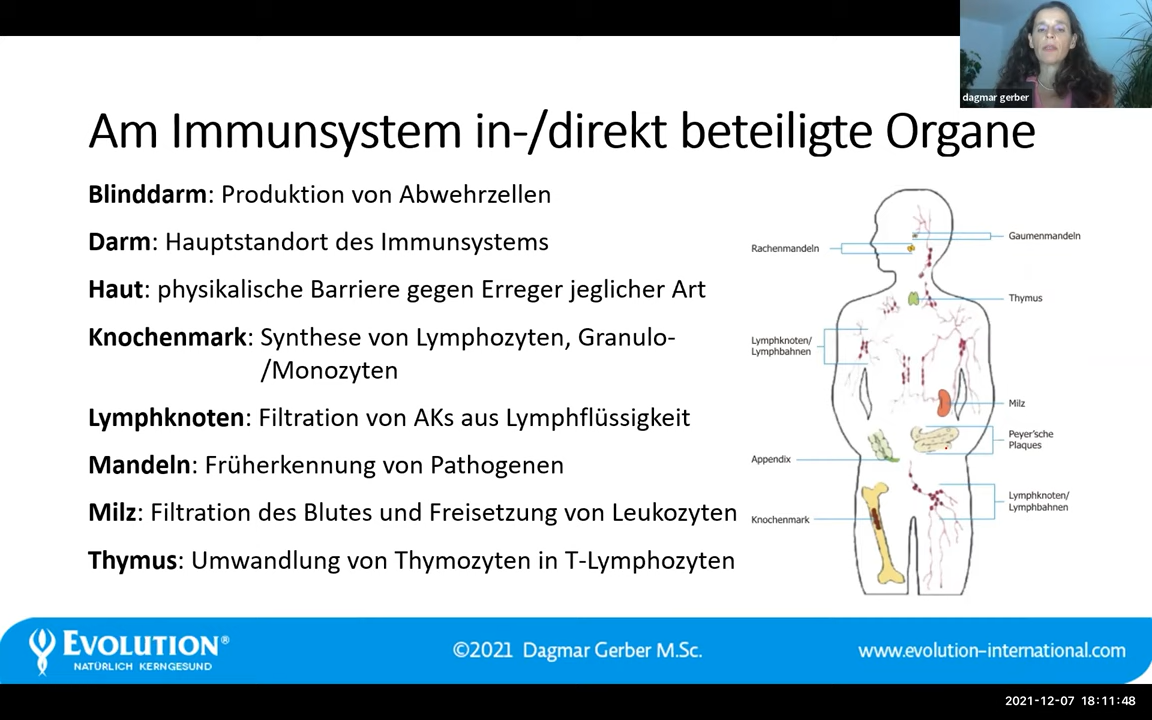 dagmar gerber
Am Immunsystem in-/direkt beteiligte Organe
Blinddarm: Produktion von Abwehrzellen
Darm: Hauptstandort des Immunsystems
Haut: physikalische Barriere gegen Erreger jeglicher Art
Knochenmark: Synthese von Lymphozyten, Granulo-
/Monozyten
Lymphknoten: Filtration von AKs aus Lymphflüssigkeit
Mandeln: Früherkennung von Pathogenen
Milz: Filtration des Blutes und Freisetzung von Leukozyten
Thymus: Umwandlung von Thymozyten in T-Lymphozyten
Rachenmandeln
Lymphknoten/
Lymphbahnen
Appendix
Knochenmark
Gaumenmandeln
Thymus
Milz
Peyer'sche
Plaques
Lymphknoten/
Lymphbahnen
EVOLUTION®
NATÜRLICH KERNGESUND
©2021 Dagmar Gerber M.Sc.
www.evolution-international.com
2021-12-07 18:11:48